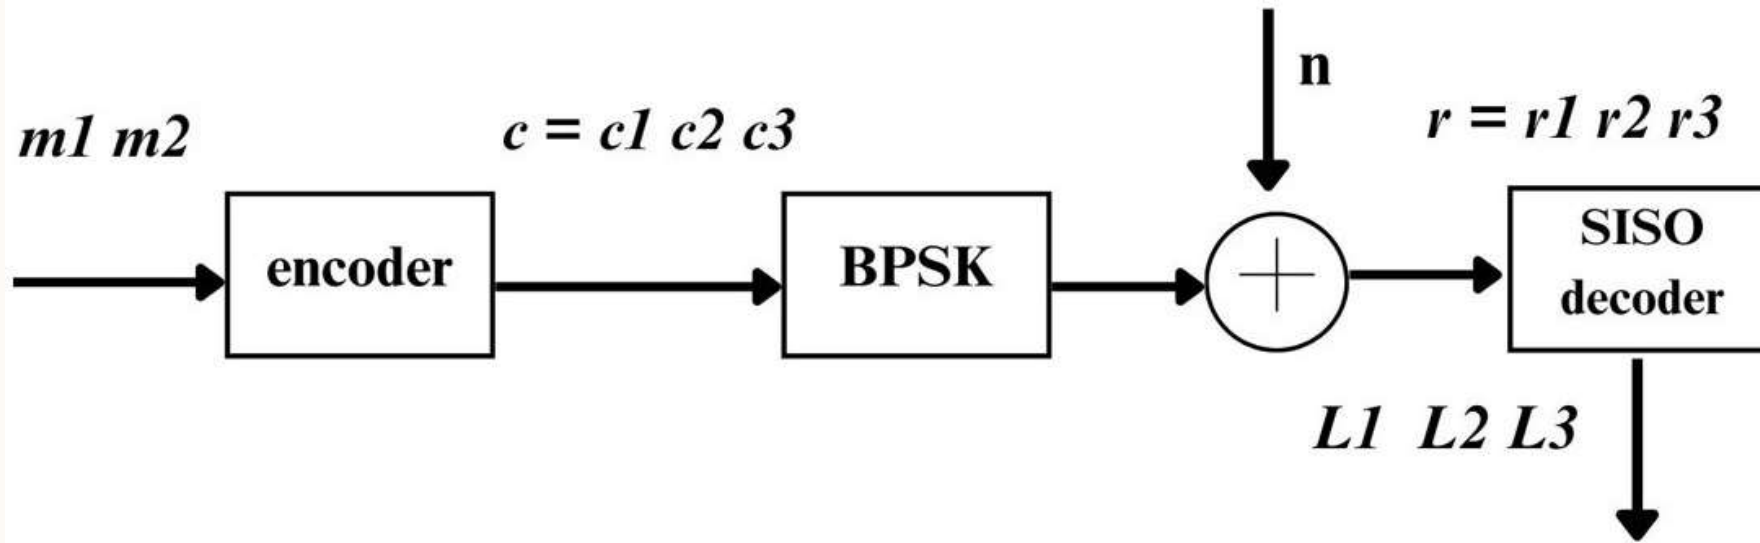 m1 m2
encoder
c = c1 c2 c3
BPSK
n
r = r1 r2 r3
SISO
decoder
L1 L2 L3